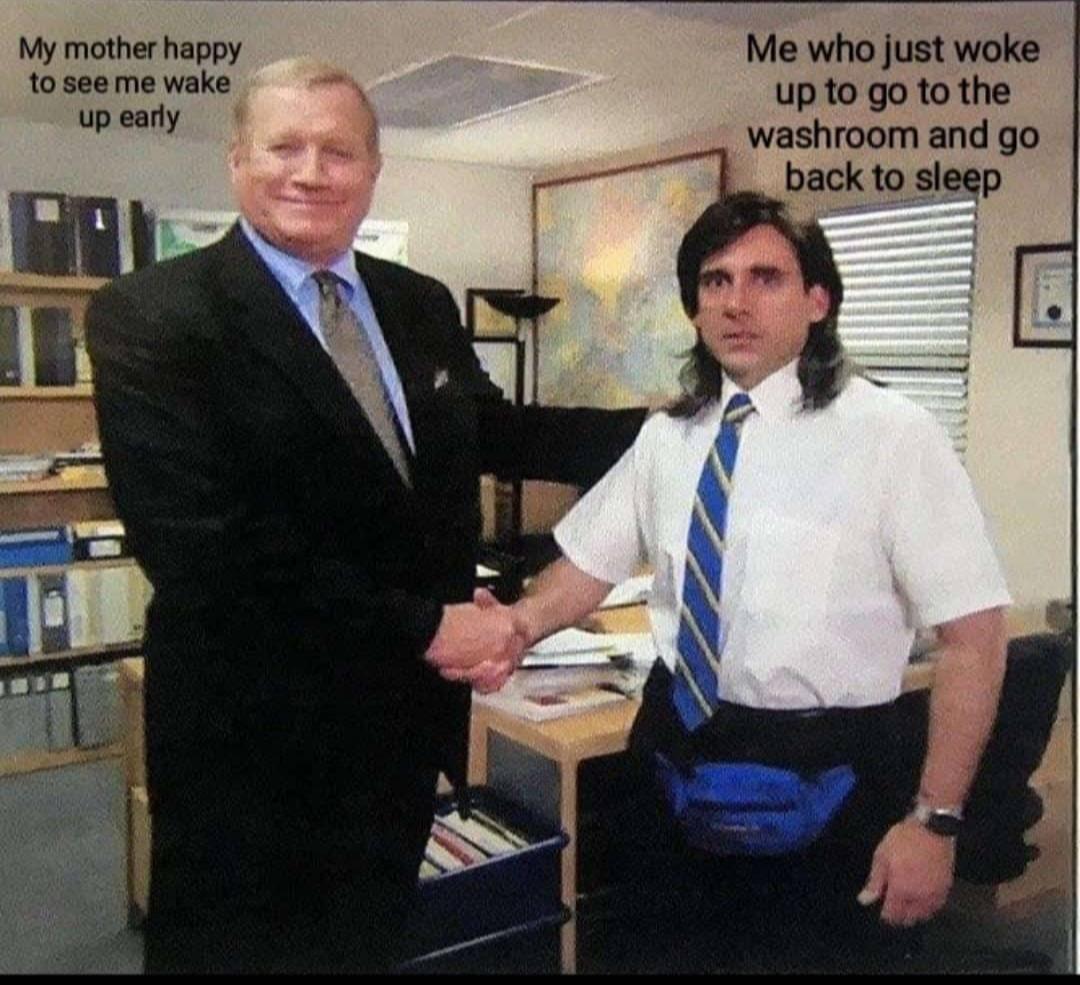 My mother happy
to see me wake
up early
Me who just woke
up to go to the
washroom and go
back to sleep